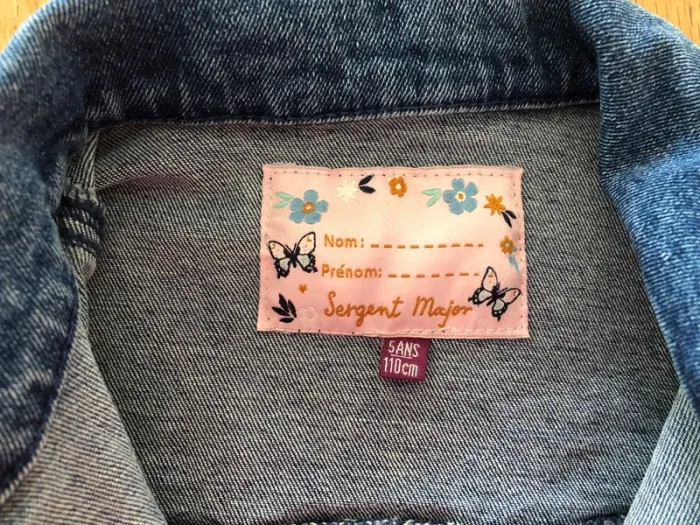 Nom:
Prénom:
Sergent Major
5ANS
110cm